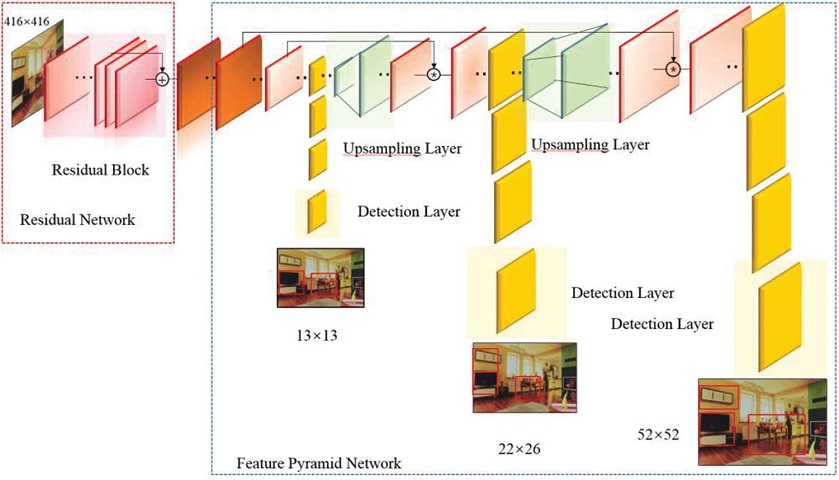 416×416
Residual Block
Residual Network
Upsampling Layer
Upsampling Layer
Detection Layer
Detection Layer
Detection Layer
13×13
22×26
52×52
Feature Pyramid Network